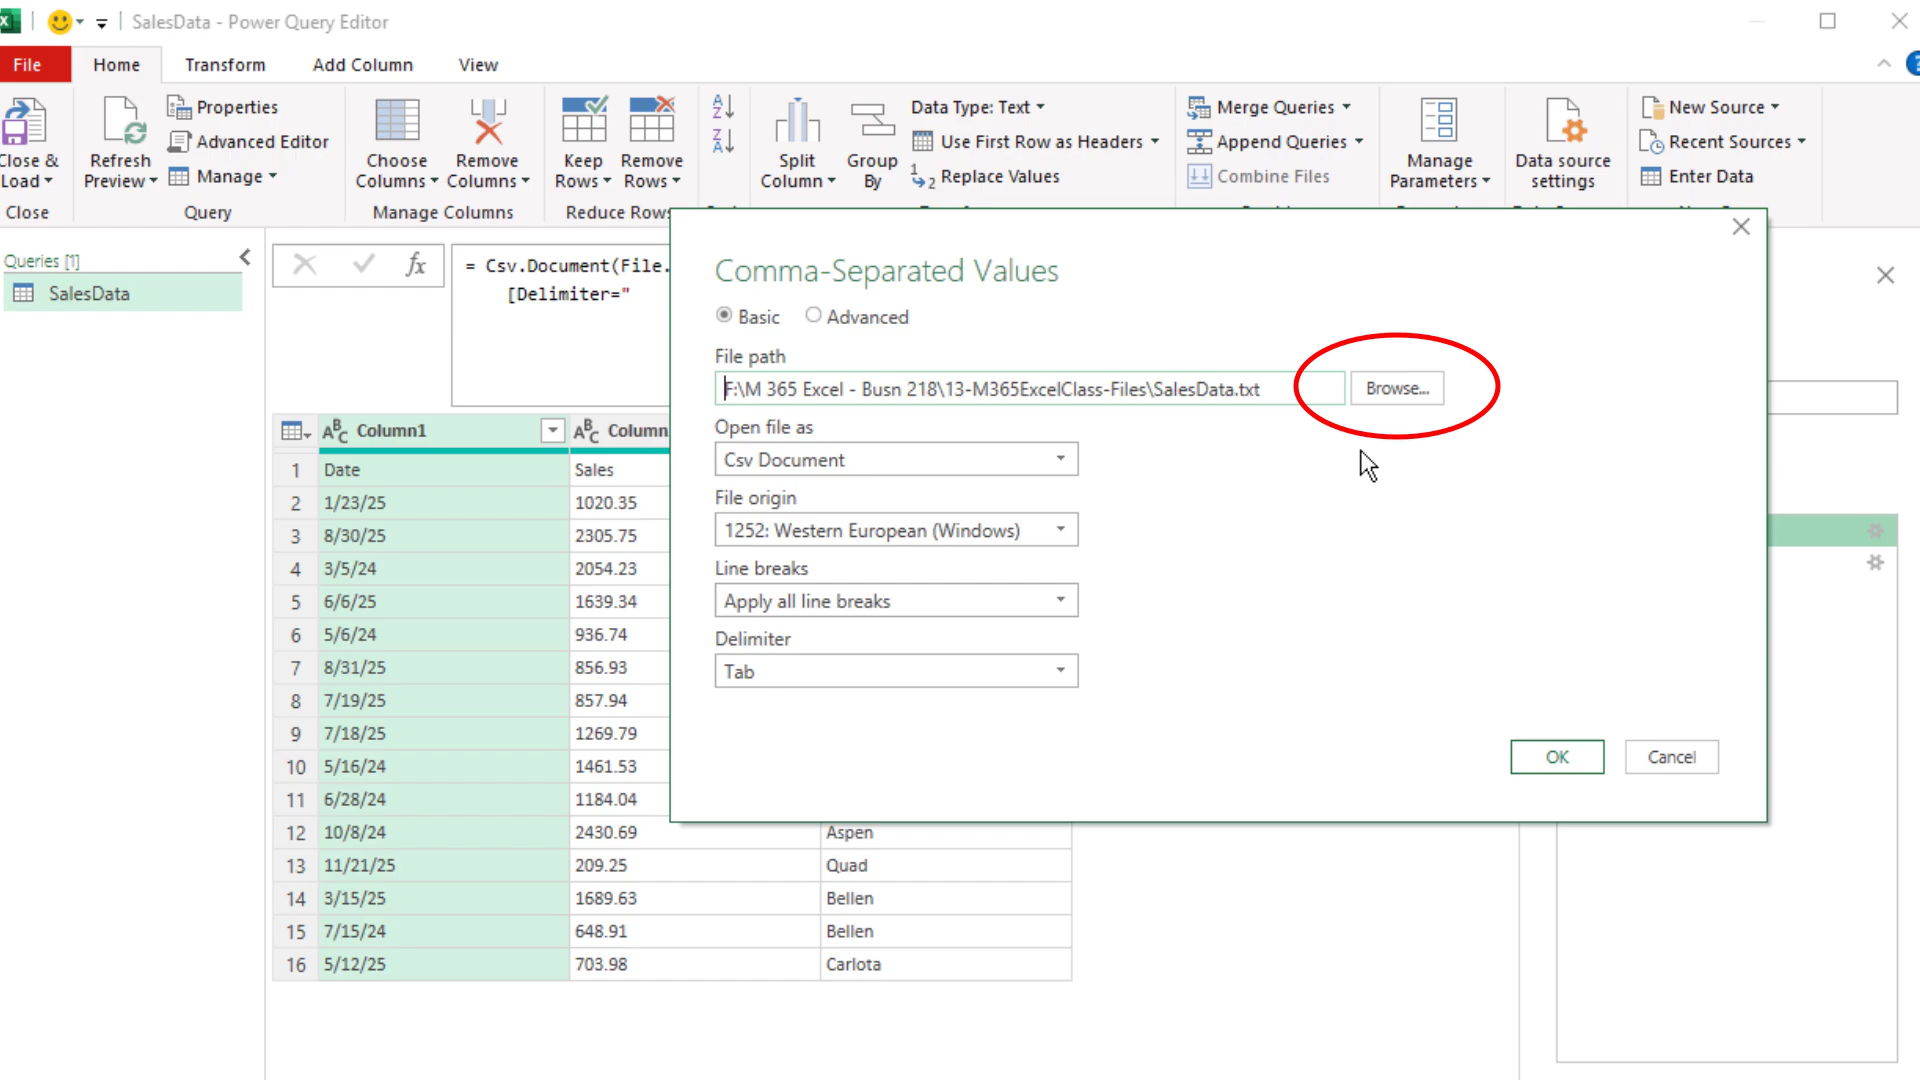 SalesData - Power Query Editor
File Home Transform Add Column View
Close & Load
Close
Refresh Preview
Properties
Advanced Editor
Manage
Query
Choose Columns
Remove Columns
Manage Columns
Keep Rows
Remove Rows
Reduce Rows
A Z
Z A
Split Column
Group By
Data Type: Text
Use First Row as Headers
1 2 Replace Values
Merge Queries
Append Queries
Combine Files
Manage Parameters
Data source settings
New Source
Recent Sources
Enter Data
Queries [1]
SalesData
fx
= Csv.Document(File.
[Delimiter="
ABC Column1 ABC Column
1 Date Sales
2 1/23/25 1020.35
3 8/30/25 2305.75
4 3/5/24 2054.23
5 6/6/25 1639.34
6 5/6/24 936.74
7 8/31/25 856.93
8 7/19/25 857.94
9 7/18/25 1269.79
10 5/16/24 1461.53
11 6/28/24 1184.04
12 10/8/24 2430.69 Aspen
13 11/21/25 209.25 Quad
14 3/15/25 1689.63 Bellen
15 7/15/24 648.91 Bellen
16 5/12/25 703.98 Carlota
Comma-Separated Values
Basic Advanced
File path
F:\M 365 Excel - Busn 218\13-M365ExcelClass-Files\SalesData.txt Browse...
Open file as
Csv Document
File origin
1252: Western European (Windows)
Line breaks
Apply all line breaks
Delimiter
Tab
OK Cancel